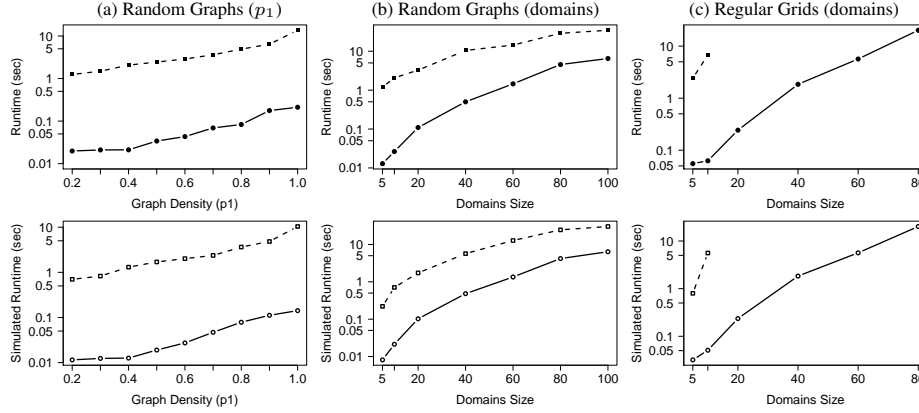 (a) Random Graphs (p₁)
(b) Random Graphs (domains)
(c) Regular Grids (domains)
Runtime (sec)
10
5
1
0.5
0.1
0.05
0.01
0.2 0.4 0.6 0.8 1.0
Graph Density (p1)
Runtime (sec)
10
5
1
0.5
0.1
0.05
0.01
5 20 40 60 80 100
Domains Size
Runtime (sec)
10
5
1
0.5
0.1
0.05
5 20 40 60 80
Domains Size
Simulated Runtime (sec)
10
5
1
0.5
0.1
0.05
0.01
0.2 0.4 0.6 0.8 1.0
Graph Density (p1)
Simulated Runtime (sec)
10
5
1
0.5
0.1
0.05
0.01
5 20 40 60 80 100
Domains Size
Simulated Runtime (sec)
10
5
1
0.5
0.1
0.05
5 20 40 60 80
Domains Size